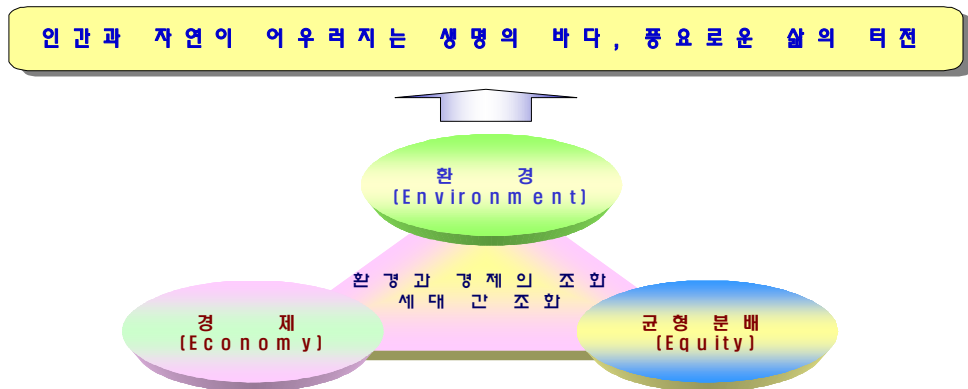 인간과 자연이 어우러지는 생명의 바다, 풍요로운 삶의 터전
환 경
(Environment)
환경과 경제의 조화
세대 간 조화
경 제
(Economy)
균형분배
(Equity)